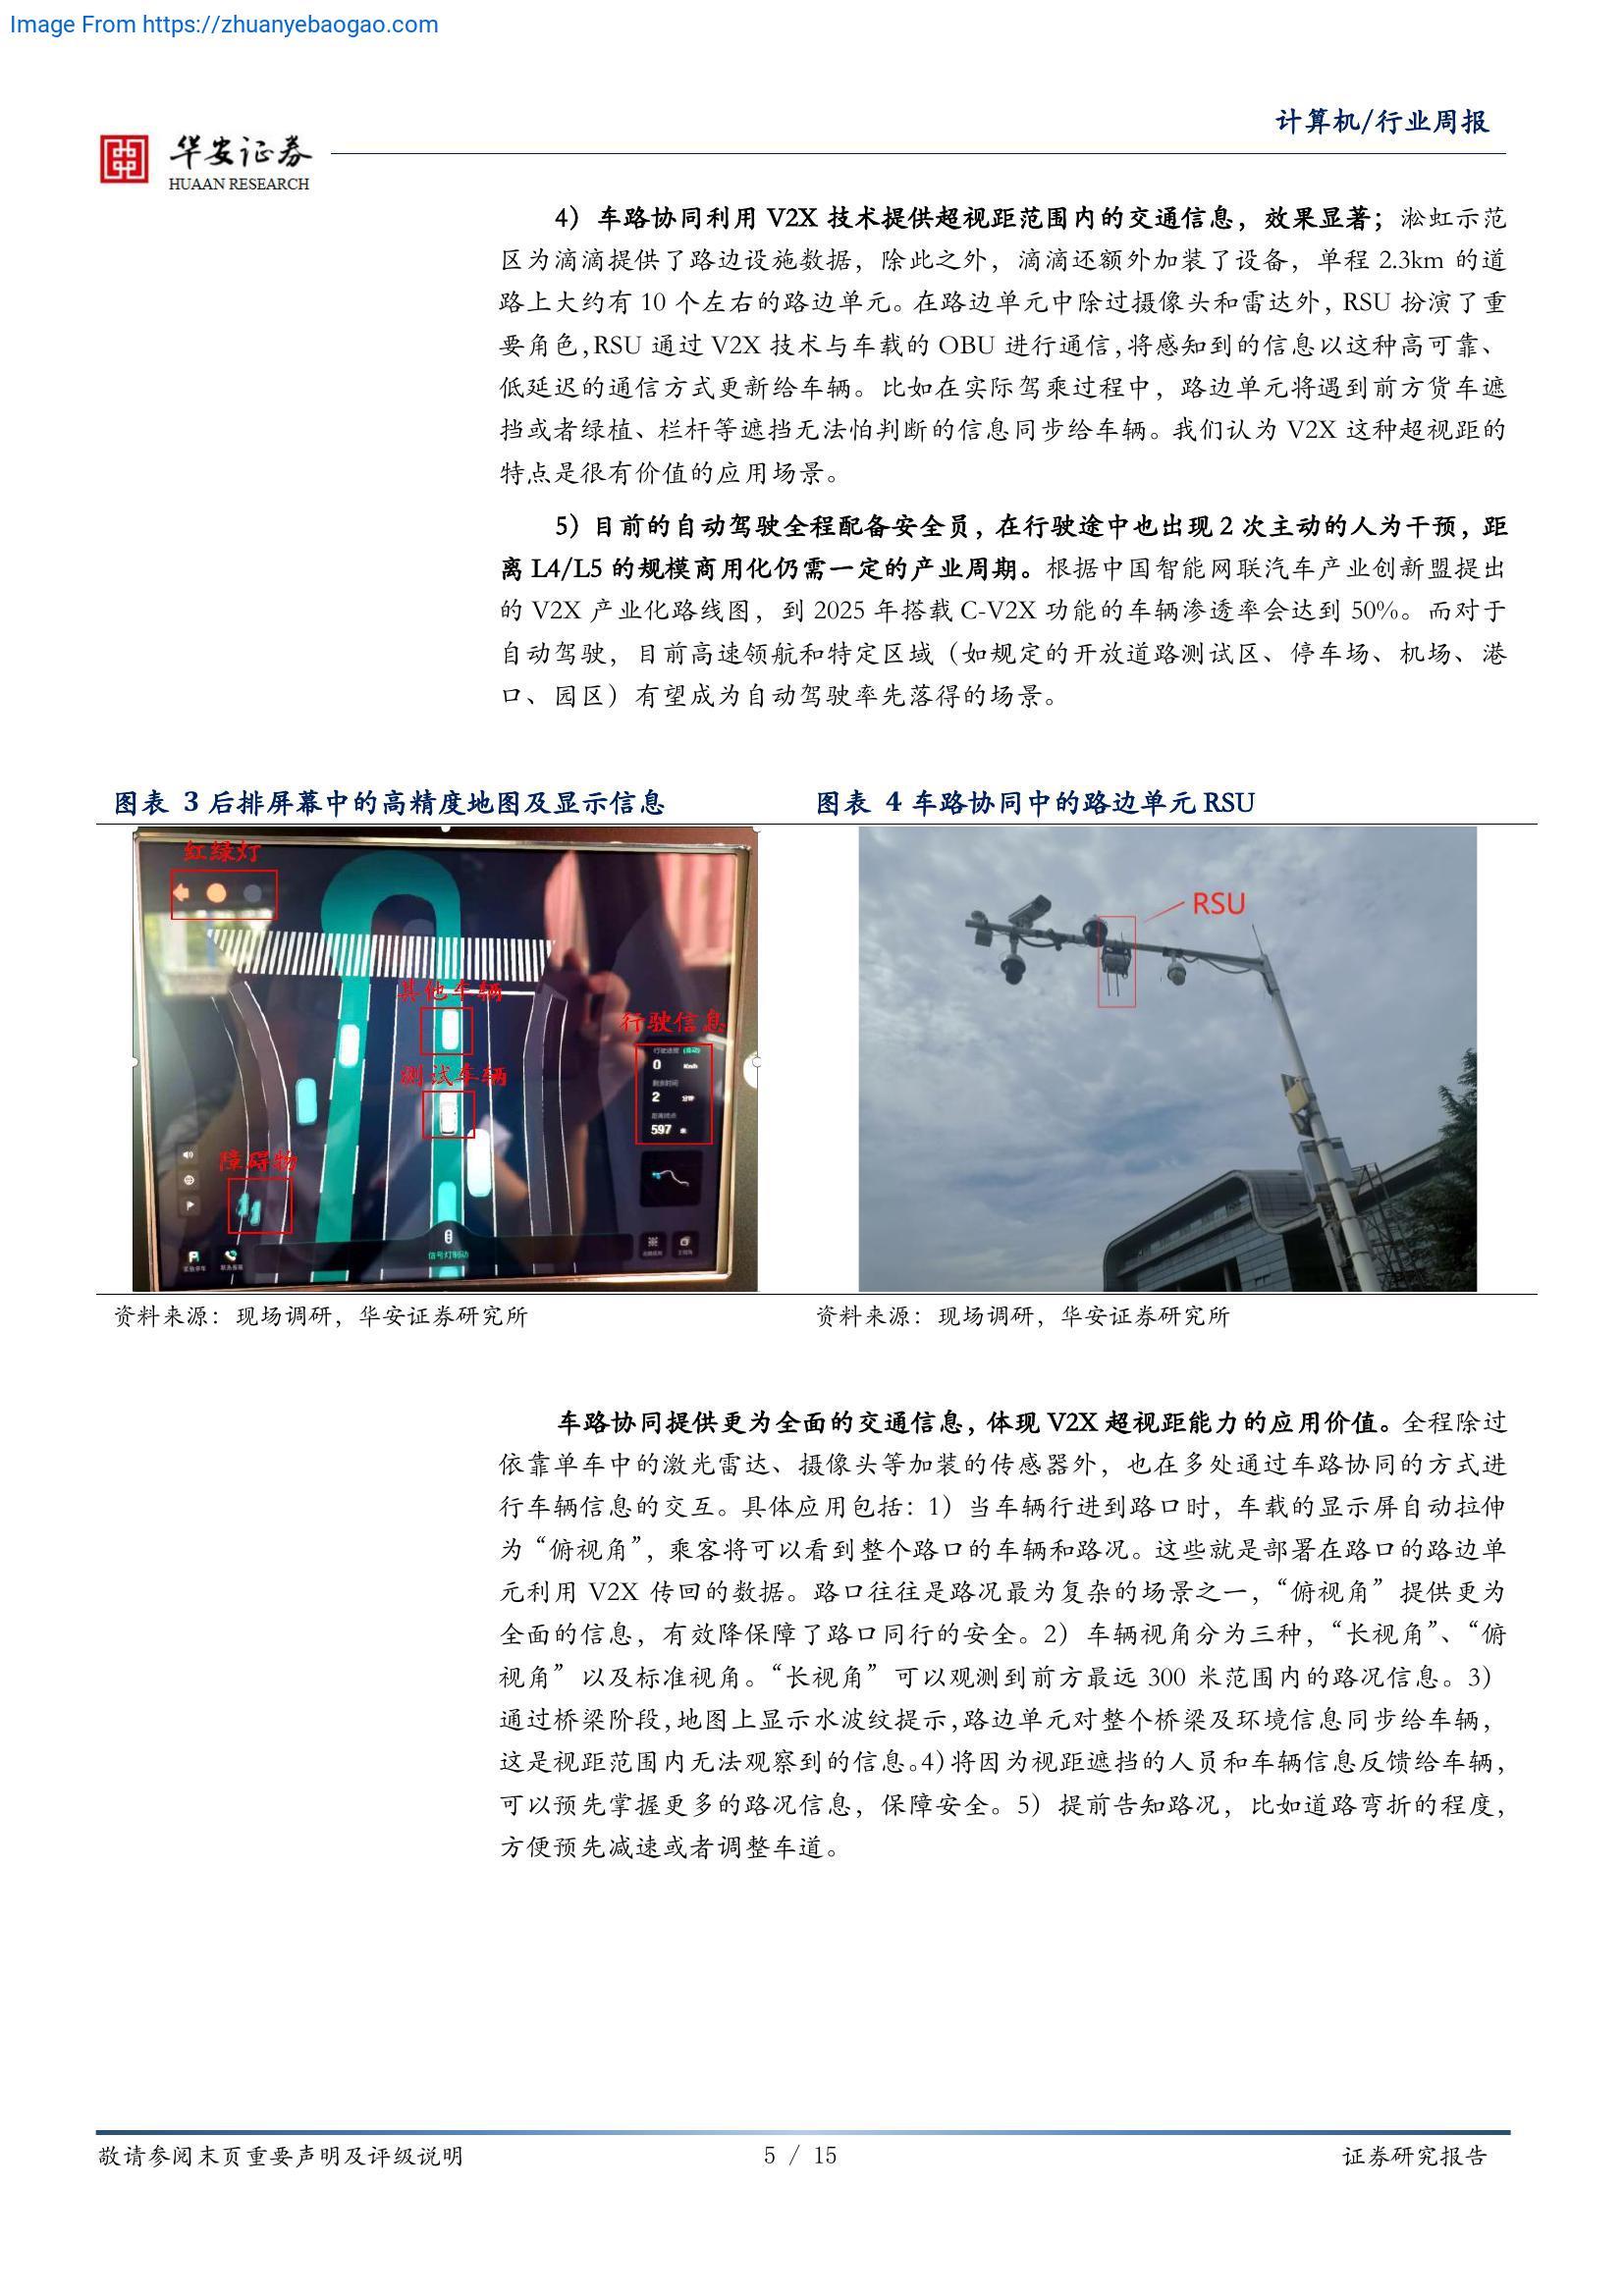 Image From https://zhuanyebaogao.com
计算机/行业周报
华安证券
HUAAN RESEARCH
4）车路协同利用 V2X 技术提供超视距范围内的交通信息，效果显著；淞虹示范
区为滴滴提供了路边设施数据，除此之外，滴滴还额外加装了设备，单程 2.3km 的道
路上大约有 10 个左右的路边单元。在路边单元中除过摄像头和雷达外，RSU 扮演了重
要角色，RSU 通过 V2X 技术与车载的 OBU 进行通信，将感知到的信息以这种高可靠、
低延迟的通信方式更新给车辆。比如在实际驾乘过程中，路边单元将遇到前方货车遮
挡或者绿植、栏杆等遮挡无法怕判断的信息同步给车辆。我们认为 V2X 这种超视距的
特点是很有价值的应用场景。
5）目前的自动驾驶全程配备安全员，在行驶途中也出现 2 次主动的人为干预，距
离 L4/L5 的规模商用化仍需一定的产业周期。根据中国智能网联汽车产业创新盟提出
的 V2X 产业化路线图，到 2025 年搭载 C-V2X 功能的车辆渗透率会达到 50%。而对于
自动驾驶，目前高速领航和特定区域（如规定的开放道路测试区、停车场、机场、港
口、园区）有望成为自动驾驶率先落得的场景。
图表 3 后排屏幕中的高精度地图及显示信息
图表 4 车路协同中的路边单元 RSU
红绿灯
其他车辆
行驶信息
测试车辆
障碍物
行驶速度 (自动)
0 Km/h
剩余时间
2 分钟
距离终点
597 米
信号灯制动
RSU
资料来源：现场调研，华安证券研究所
资料来源：现场调研，华安证券研究所
车路协同提供更为全面的交通信息，体现 V2X 超视距能力的应用价值。全程除过
依靠单车中的激光雷达、摄像头等加装的传感器外，也在多处通过车路协同的方式进
行车辆信息的交互。具体应用包括：1）当车辆行进到路口时，车载的显示屏自动拉伸
为“俯视角”，乘客将可以看到整个路口的车辆和路况。这些就是部署在路口的路边单
元利用 V2X 传回的数据。路口往往是路况最为复杂的场景之一，“俯视角”提供更为
全面的信息，有效降保障了路口同行的安全。2）车辆视角分为三种，“长视角”、“俯
视角”以及标准视角。“长视角”可以观测到前方最远 300 米范围内的路况信息。3）
通过桥梁阶段，地图上显示水波纹提示，路边单元对整个桥梁及环境信息同步给车辆，
这是视距范围内无法观察到的信息。4）将因为视距遮挡的人员和车辆信息反馈给车辆，
可以预先掌握更多的路况信息，保障安全。5）提前告知路况，比如道路弯折的程度，
方便预先减速或者调整车道。
敬请参阅末页重要声明及评级说明
5 / 15
证券研究报告